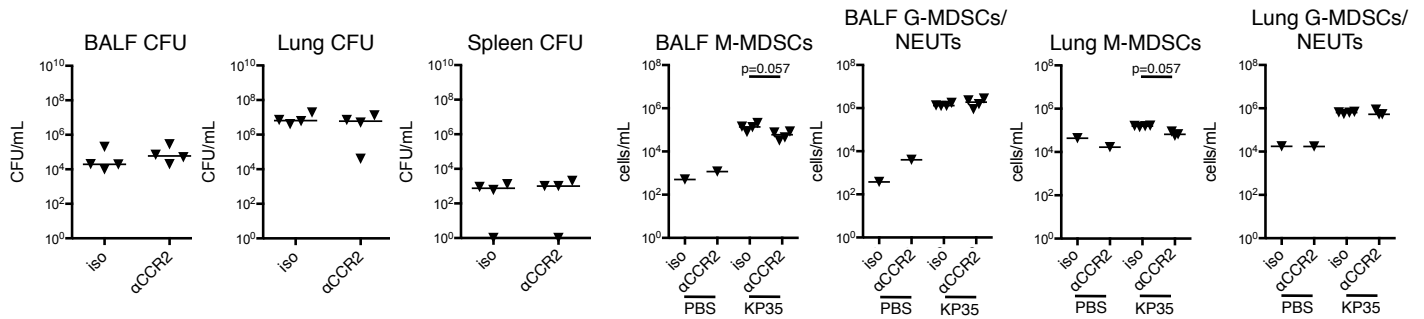 BALF CFU
CFU/mL
10^10
10^8
10^6
10^4
10^2
10^0
iso
αCCR2
Lung CFU
CFU/mL
10^10
10^8
10^6
10^4
10^2
10^0
iso
αCCR2
Spleen CFU
CFU/mL
10^10
10^8
10^6
10^4
10^2
10^0
iso
αCCR2
BALF M-MDSCs
cells/mL
10^8
10^6
10^4
10^2
10^0
p=0.057
iso
αCCR2
iso
αCCR2
PBS
KP35
BALF G-MDSCs/
NEUTs
cells/mL
10^8
10^6
10^4
10^2
10^0
iso
αCCR2
iso
αCCR2
PBS
KP35
Lung M-MDSCs
cells/mL
10^8
10^6
10^4
10^2
10^0
p=0.057
iso
αCCR2
iso
αCCR2
PBS
KP35
Lung G-MDSCs/
NEUTs
cells/mL
10^8
10^6
10^4
10^2
10^0
iso
αCCR2
iso
αCCR2
PBS
KP35